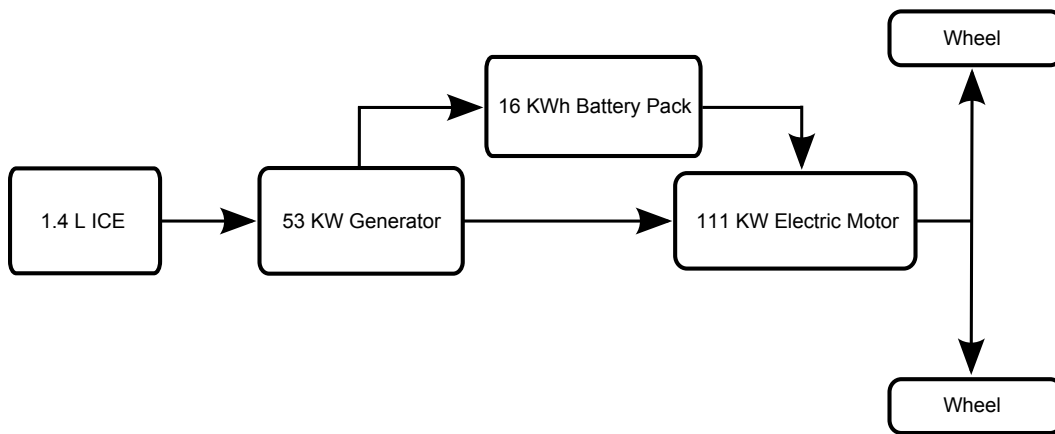 Wheel
16 KWh Battery Pack
1.4 L ICE
53 KW Generator
111 KW Electric Motor
Wheel